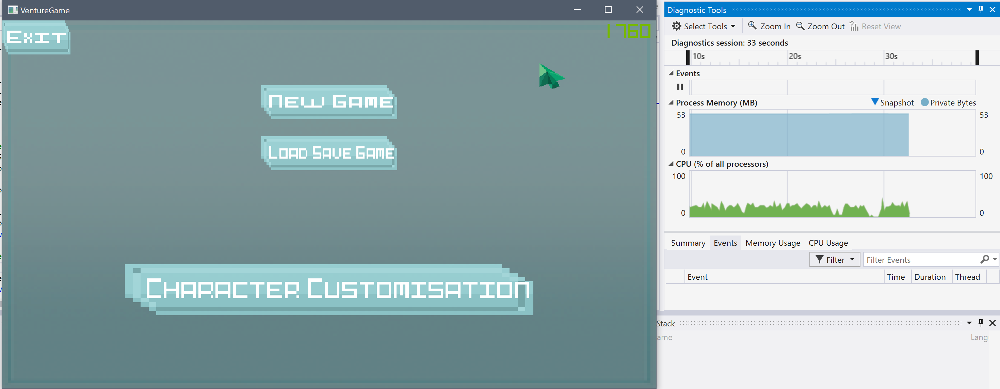 VentureGame
Exit
1760
New Game
Load Save Game
Character Customisation
Diagnostic Tools
Select Tools Zoom In Zoom Out Reset View
Diagnostics session: 33 seconds
10s 20s 30s
Events
Process Memory (MB) Snapshot Private Bytes
53 53
0 0
CPU (% of all processors)
100 100
0 0
Summary Events Memory Usage CPU Usage
Filter Filter Events
Event Time Duration Thread
Stack
ame Lang